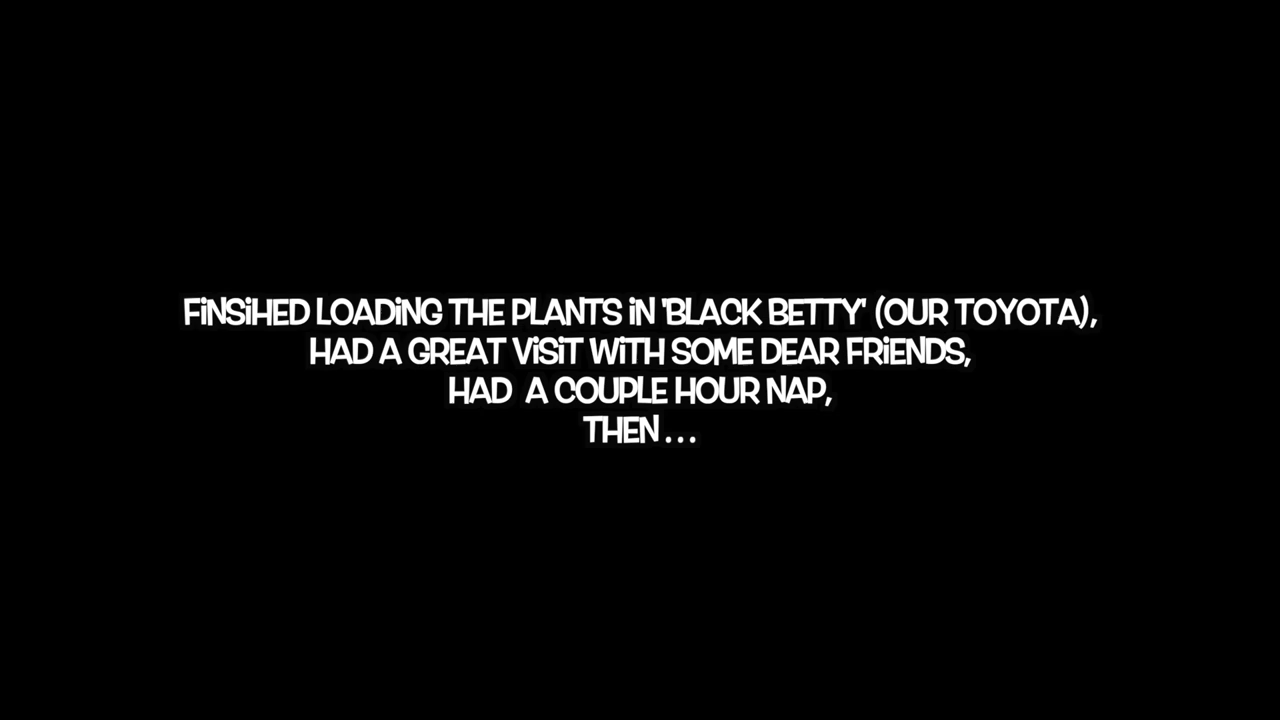 FiNSiHED LOADiNG THE PLANTS iN 'BLACK BETTY' (OUR TOYOTA),
HAD A GREAT ViSiT WiTH SOME DEAR FRiENDS,
HAD  A COUPLE HOUR NAP,
THEN . . .